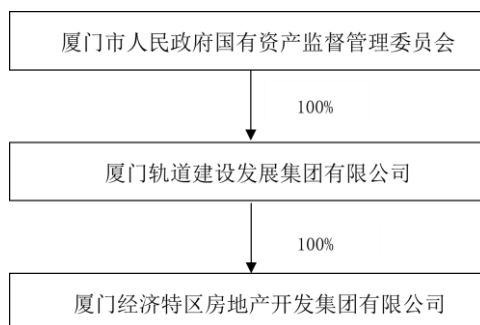 厦门市人民政府国有资产监督管理委员会
100%
厦门轨道建设发展集团有限公司
100%
厦门经济特区房地产开发集团有限公司